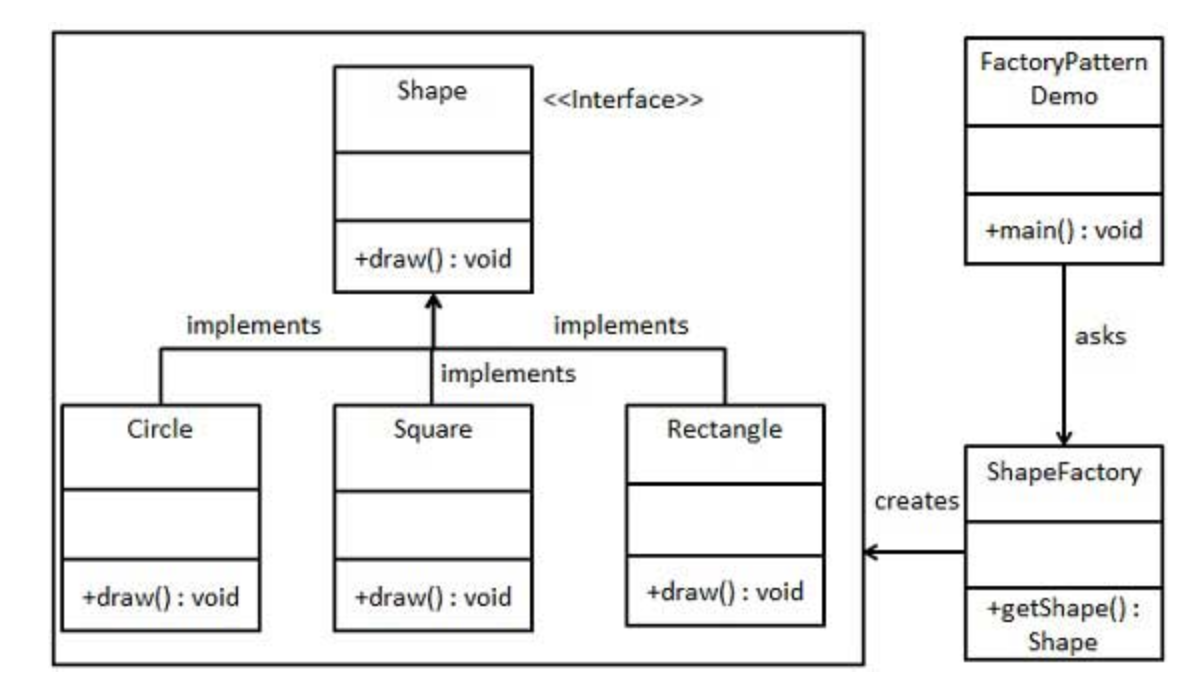 Shape
<<Interface>>
+draw() : void
implements
implements
implements
Circle
+draw() : void
Square
+draw() : void
Rectangle
+draw() : void
FactoryPattern
Demo
+main() : void
asks
ShapeFactory
+getShape() :
Shape
creates